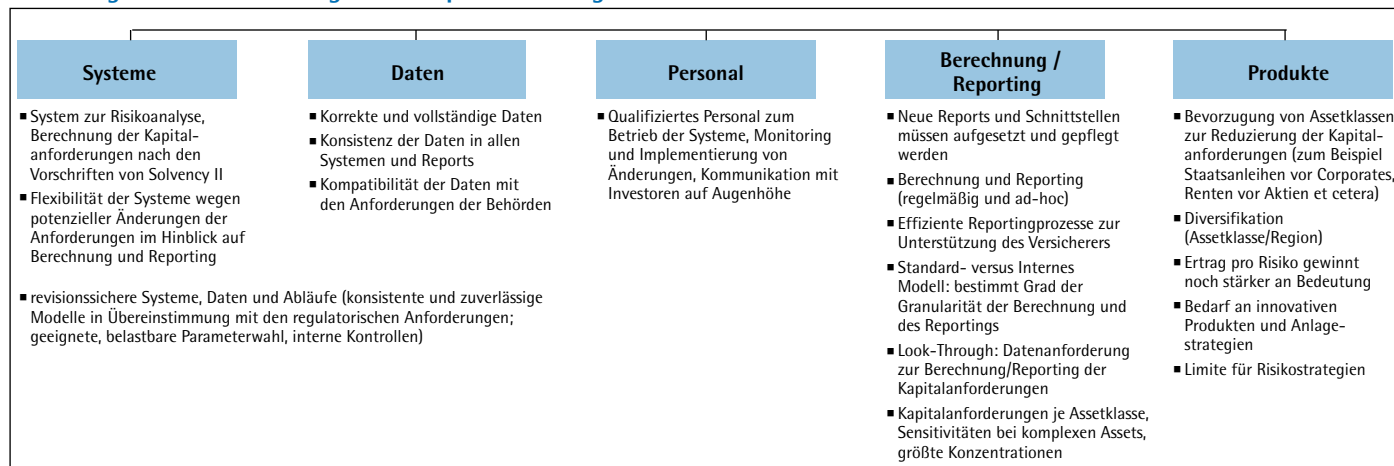 Systeme
■ System zur Risikoanalyse,
Berechnung der Kapital-
anforderungen nach den
Vorschriften von Solvency II
■ Flexibilität der Systeme wegen
potenzieller Änderungen der
Anforderungen im Hinblick auf
Berechnung und Reporting
Daten
■ Korrekte und vollständige Daten
■ Konsistenz der Daten in allen
Systemen und Reports
■ Kompatibilität der Daten mit
den Anforderungen der Behörden
■ revisionssichere Systeme, Daten und Abläufe (konsistente und zuverlässige
Modelle in Übereinstimmung mit den regulatorischen Anforderungen;
geeignete, belastbare Parameterwahl, interne Kontrollen)
Personal
■ Qualifiziertes Personal zum
Betrieb der Systeme, Monitoring
und Implementierung von
Änderungen, Kommunikation mit
Investoren auf Augenhöhe
Berechnung /
Reporting
■ Neue Reports und Schnittstellen
müssen aufgesetzt und gepflegt
werden
■ Berechnung und Reporting
(regelmäßig und ad-hoc)
■ Effiziente Reportingprozesse zur
Unterstützung des Versicherers
■ Standard- versus Internes
Modell: bestimmt Grad der
Granularität der Berechnung und
des Reportings
■ Look-Through: Datenanforderung
zur Berechnung/Reporting der
Kapitalanforderungen
■ Kapitalanforderungen je Assetklasse,
Sensitivitäten bei komplexen Assets,
größte Konzentrationen
Produkte
■ Bevorzugung von Assetklassen
zur Reduzierung der Kapital-
anforderungen (zum Beispiel
Staatsanleihen vor Corporates,
Renten vor Aktien et cetera)
■ Diversifikation
(Assetklasse/Region)
■ Ertrag pro Risiko gewinnt
noch stärker an Bedeutung
■ Bedarf an innovativen
Produkten und Anlage-
strategien
■ Limite für Risikostrategien